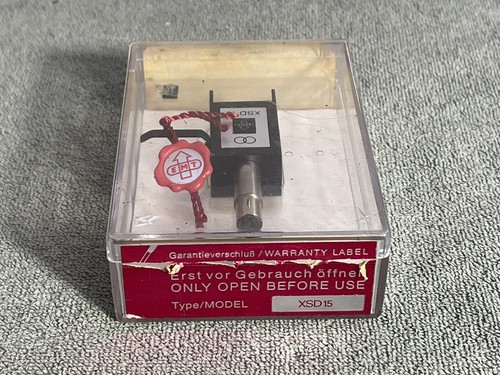 XSD
EMT
Garantieverschluß / WARRANTY LABEL
Erst vor Gebrauch öffnen
ONLY OPEN BEFORE USE
Type/MODEL XSD15